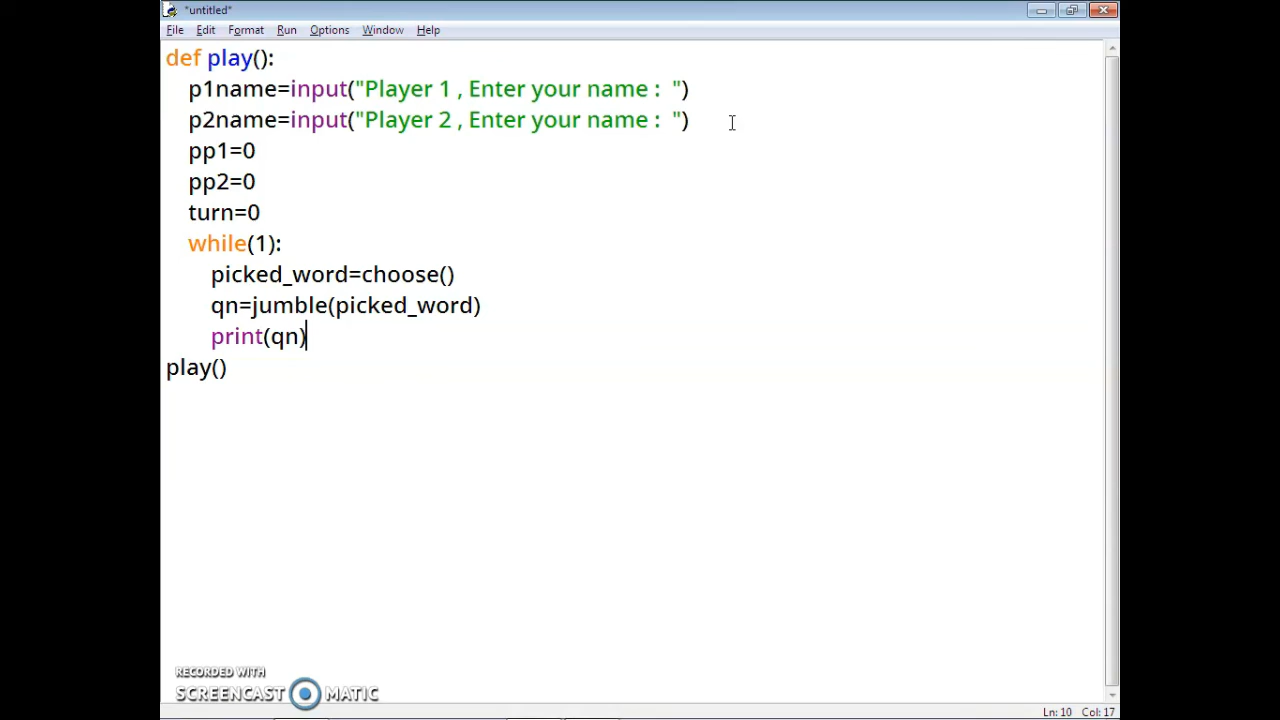 *untitled*
File Edit Format Run Options Window Help
def play():
    p1name=input("Player 1 , Enter your name :  ")
    p2name=input("Player 2 , Enter your name :  ")
    pp1=0
    pp2=0
    turn=0
    while(1):
        picked_word=choose()
        qn=jumble(picked_word)
        print(qn)
play()
RECORDED WITH
SCREENCAST MATIC
Ln: 10 Col: 17